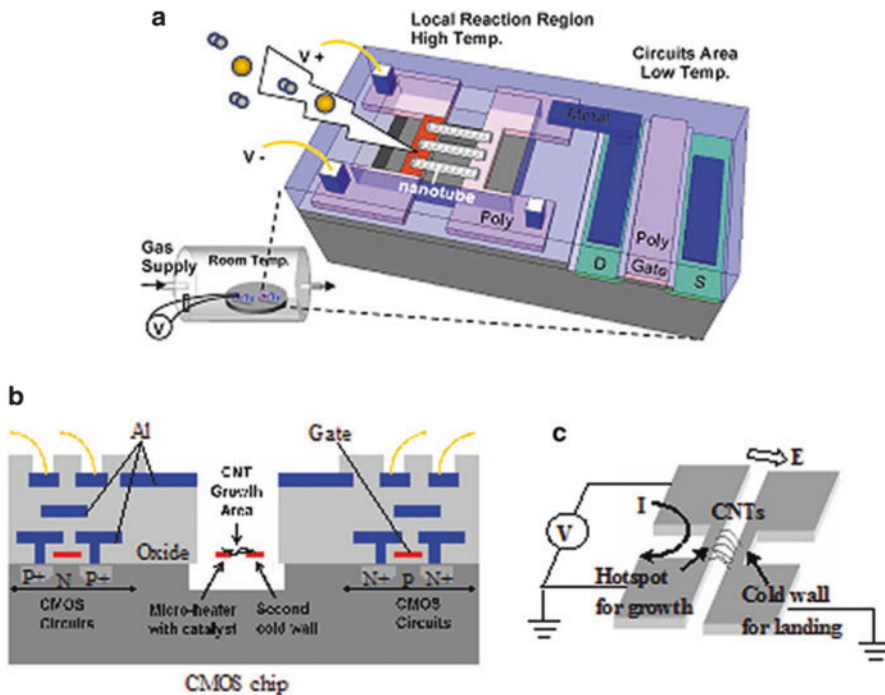 a
Local Reaction Region
High Temp.
Circuits Area
Low Temp.
V +
V -
Metal
nanotube
Poly
Poly
Gate
D
S
Gas
Supply
Room Temp.
V
b
Al
Gate
CNT
Growth
Area
Oxide
P+ N P+
N+ P N+
CMOS
Circuits
Micro-heater
with catalyst
Second
cold wall
CMOS
Circuits
CMOS chip
c
E
I
V
CNTs
Hotspot
for growth
Cold wall
for landing